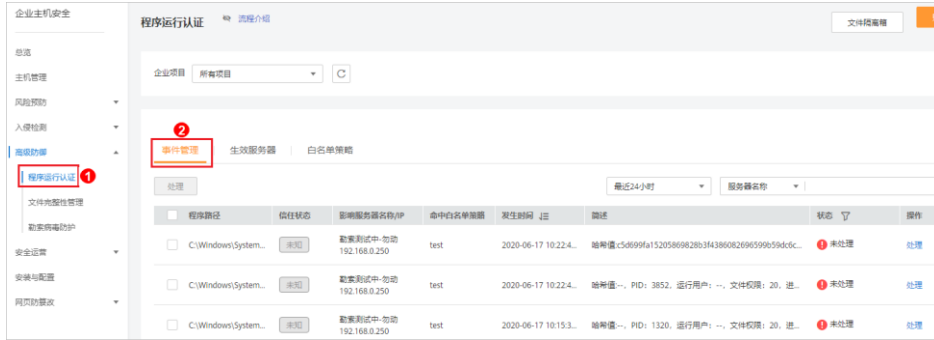 企业主机安全
程序运行认证 流程介绍
文件隔离箱
总览
主机管理
风险预防
入侵检测
高级防御
程序运行认证 1
文件完整性管理
勒索病毒防护
安全运营
安装与配置
网页防篡改
企业项目 所有项目
2
事件管理 生效服务器 白名单策略
处理
最近24小时 服务器名称
程序路径 信任状态 影响服务器名称/IP 命中白名单策略 发生时间 描述 状态 操作
C:\Windows\System... 未知 勒索测试中-勿动 192.168.0.250 test 2020-06-17 10:22:4... 哈希值:c5d699fa15205869828b3f4386082696599b59dc6c... 未处理 处理
C:\Windows\System... 未知 勒索测试中-勿动 192.168.0.250 test 2020-06-17 10:22:4... 哈希值:--，PID：3852，运行用户：--，文件权限：20，进... 未处理 处理
C:\Windows\System... 未知 勒索测试中-勿动 192.168.0.250 test 2020-06-17 10:15:3... 哈希值:--，PID：1320，运行用户：--，文件权限：20，进... 未处理 处理